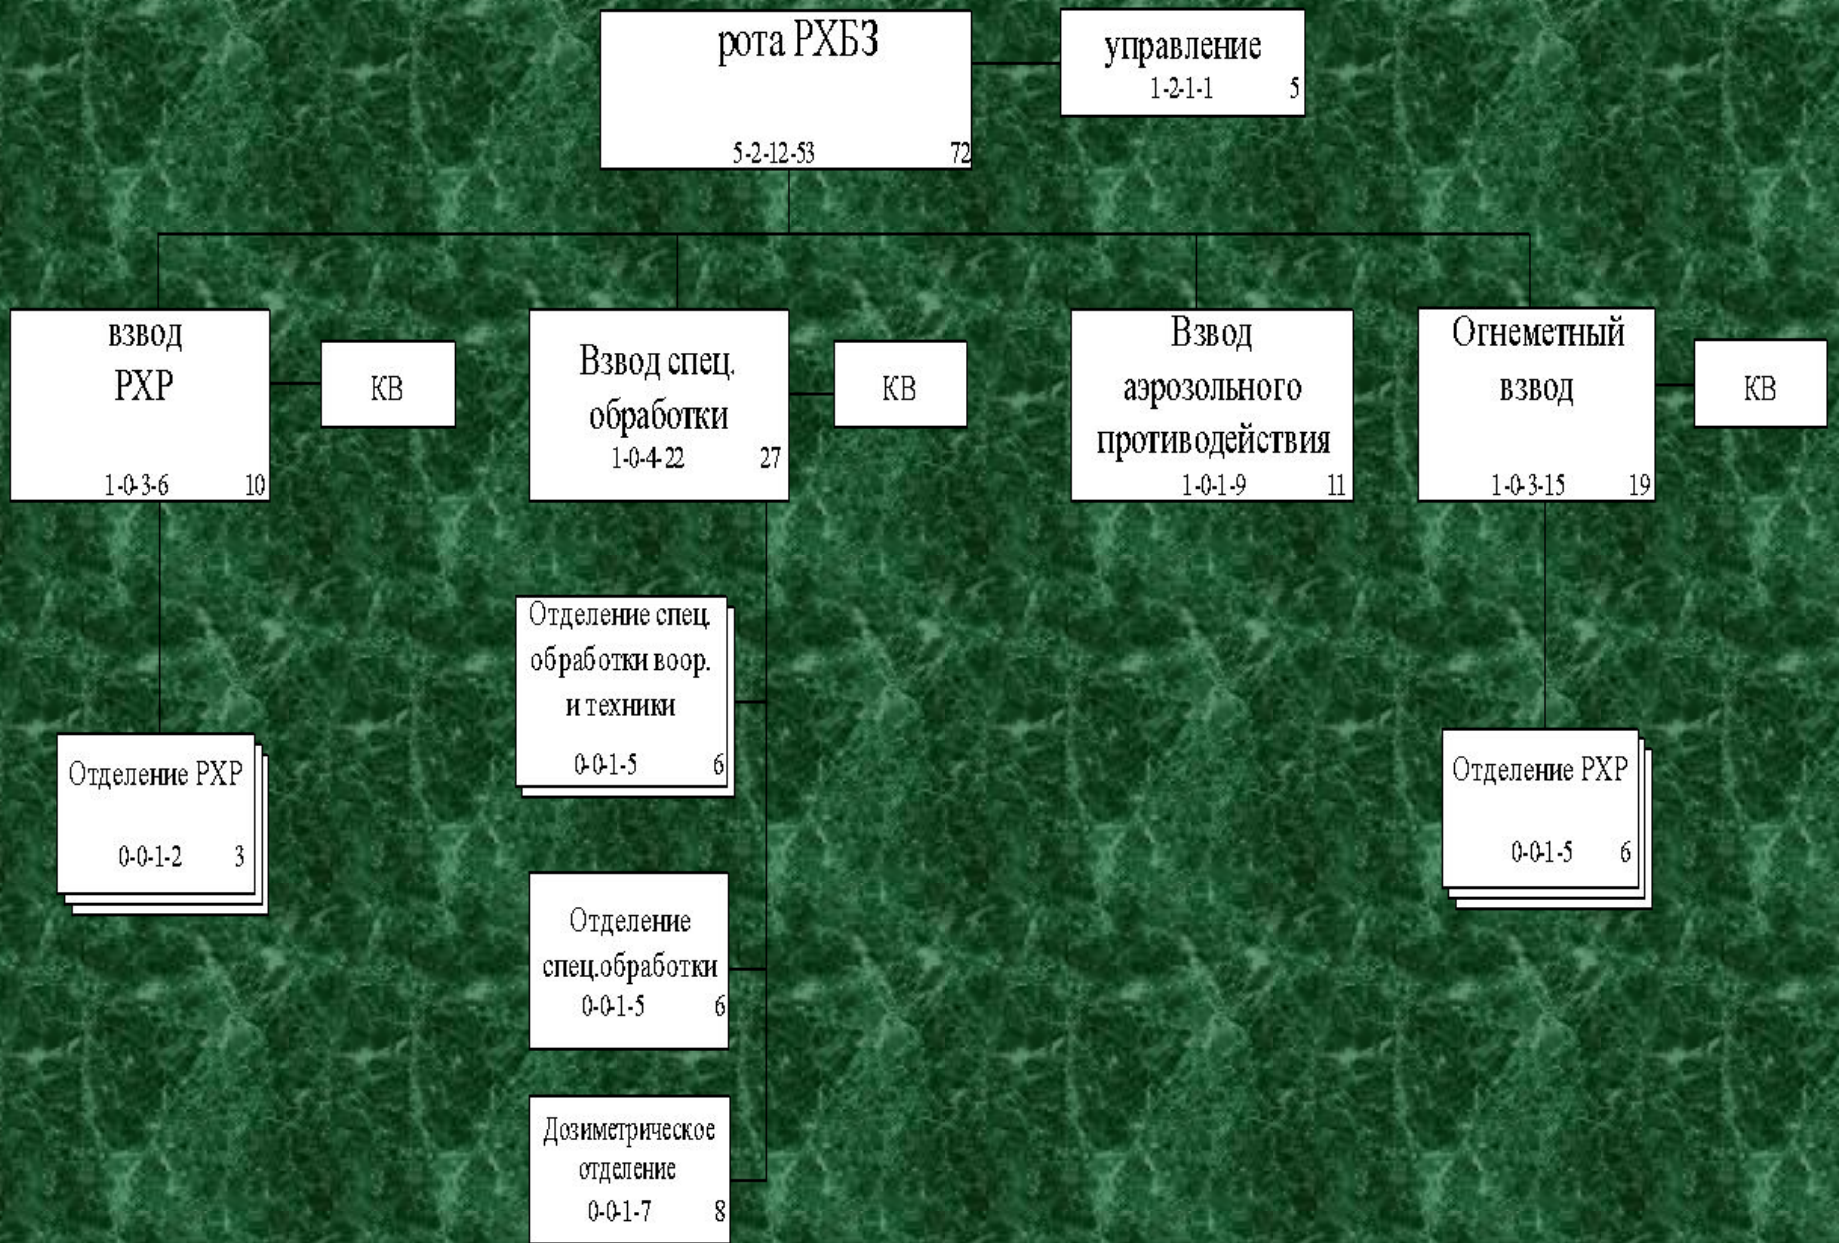 рота РХБЗ
5-2-12-53 72
управление
1-2-1-1 5
взвод
РХР
1-0-3-6 10
КВ
Взвод спец.
обработки
1-0-4-22 27
КВ
Взвод
аэрозольного
противодействия
1-0-1-9 11
Огнеметный
взвод
1-0-3-15 19
КВ
Отделение РХР
0-0-1-2 3
Отделение спец.
обработки воор.
и техники
0-0-1-5 6
Отделение
спец.обработки
0-0-1-5 6
Дозиметрическое
отделение
0-0-1-7 8
Отделение РХР
0-0-1-5 6